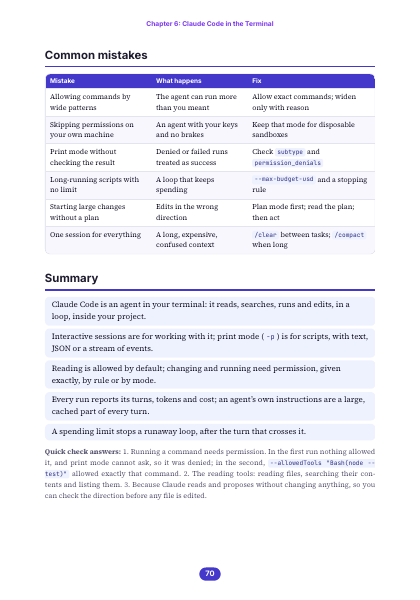 Chapter 6: Claude Code in the Terminal
Common mistakes
Mistake What happens Fix
Allowing commands by wide patterns The agent can run more than you meant Allow exact commands; widen only with reason
Skipping permissions on your own machine An agent with your keys and no brakes Keep that mode for disposable sandboxes
Print mode without checking the result Denied or failed runs treated as success Check subtype and permission_denials
Long-running scripts with no limit A loop that keeps spending --max-budget-usd and a stopping rule
Starting large changes without a plan Edits in the wrong direction Plan mode first; read the plan; then act
One session for everything A long, expensive, confused context /clear between tasks; /compact when long
Summary
Claude Code is an agent in your terminal: it reads, searches, runs and edits, in a
loop, inside your project.
Interactive sessions are for working with it; print mode ( -p ) is for scripts, with text,
JSON or a stream of events.
Reading is allowed by default; changing and running need permission, given
exactly, by rule or by mode.
Every run reports its turns, tokens and cost; an agent's own instructions are a large,
cached part of every turn.
A spending limit stops a runaway loop, after the turn that crosses it.
Quick check answers: 1. Running a command needs permission. In the first run nothing allowed
it, and print mode cannot ask, so it was denied; in the second, --allowedTools "Bash(node --
test)" allowed exactly that command. 2. The reading tools: reading files, searching their con-
tents and listing them. 3. Because Claude reads and proposes without changing anything, so you
can check the direction before any file is edited.
70